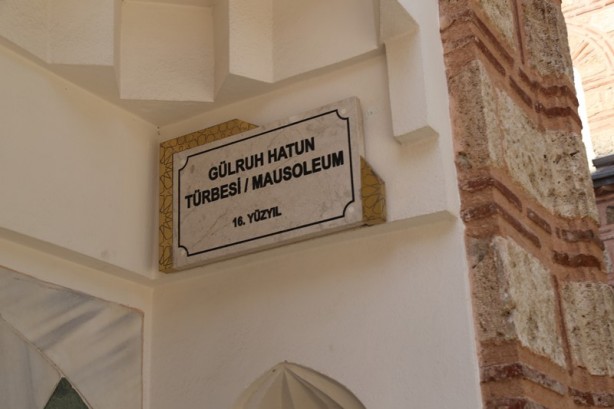 GÜLRUH HATUN
TÜRBESİ / MAUSOLEUM
16. YÜZYIL